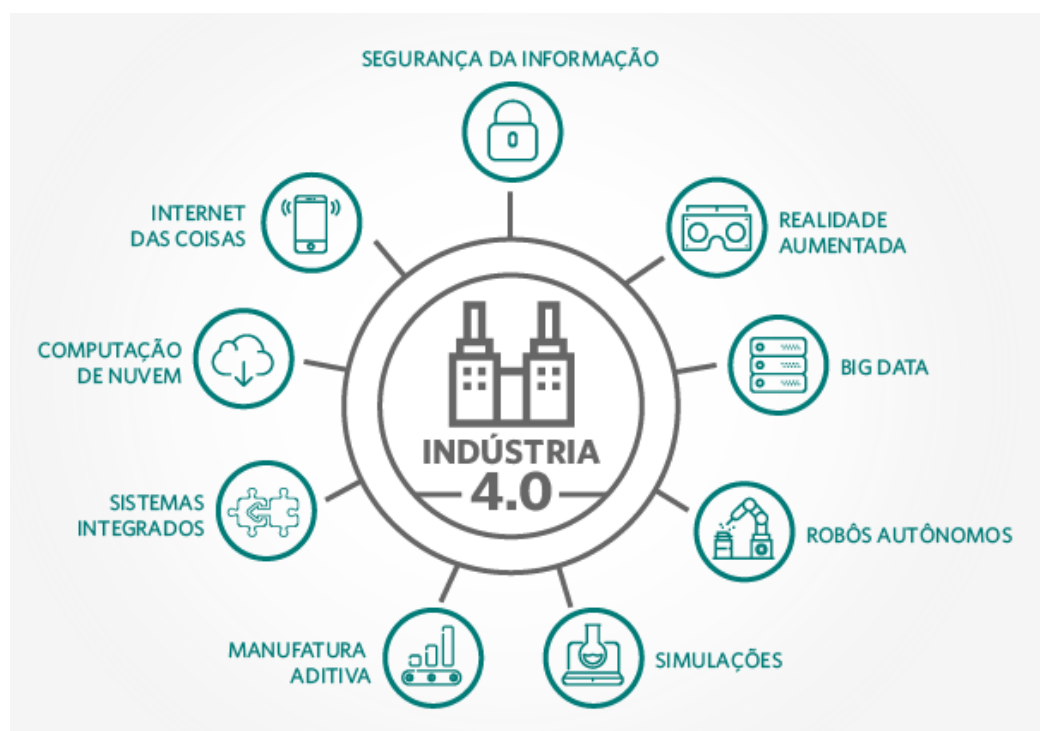 SEGURANÇA DA INFORMAÇÃO
INTERNET
DAS COISAS
REALIDADE
AUMENTADA
COMPUTAÇÃO
DE NUVEM
BIG DATA
INDÚSTRIA
4.0
SISTEMAS
INTEGRADOS
ROBÔS AUTÔNOMOS
MANUFATURA
ADITIVA
SIMULAÇÕES